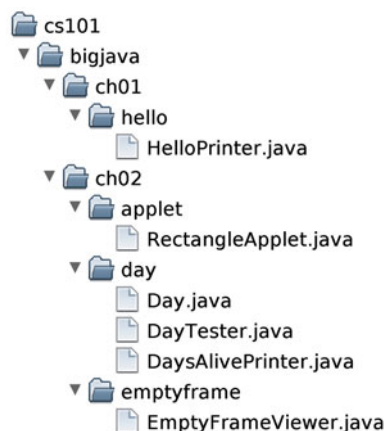 cs101
bigjava
ch01
hello
HelloPrinter.java
ch02
applet
RectangleApplet.java
day
Day.java
DayTester.java
DaysAlivePrinter.java
emptyframe
EmptyFrameViewer.java